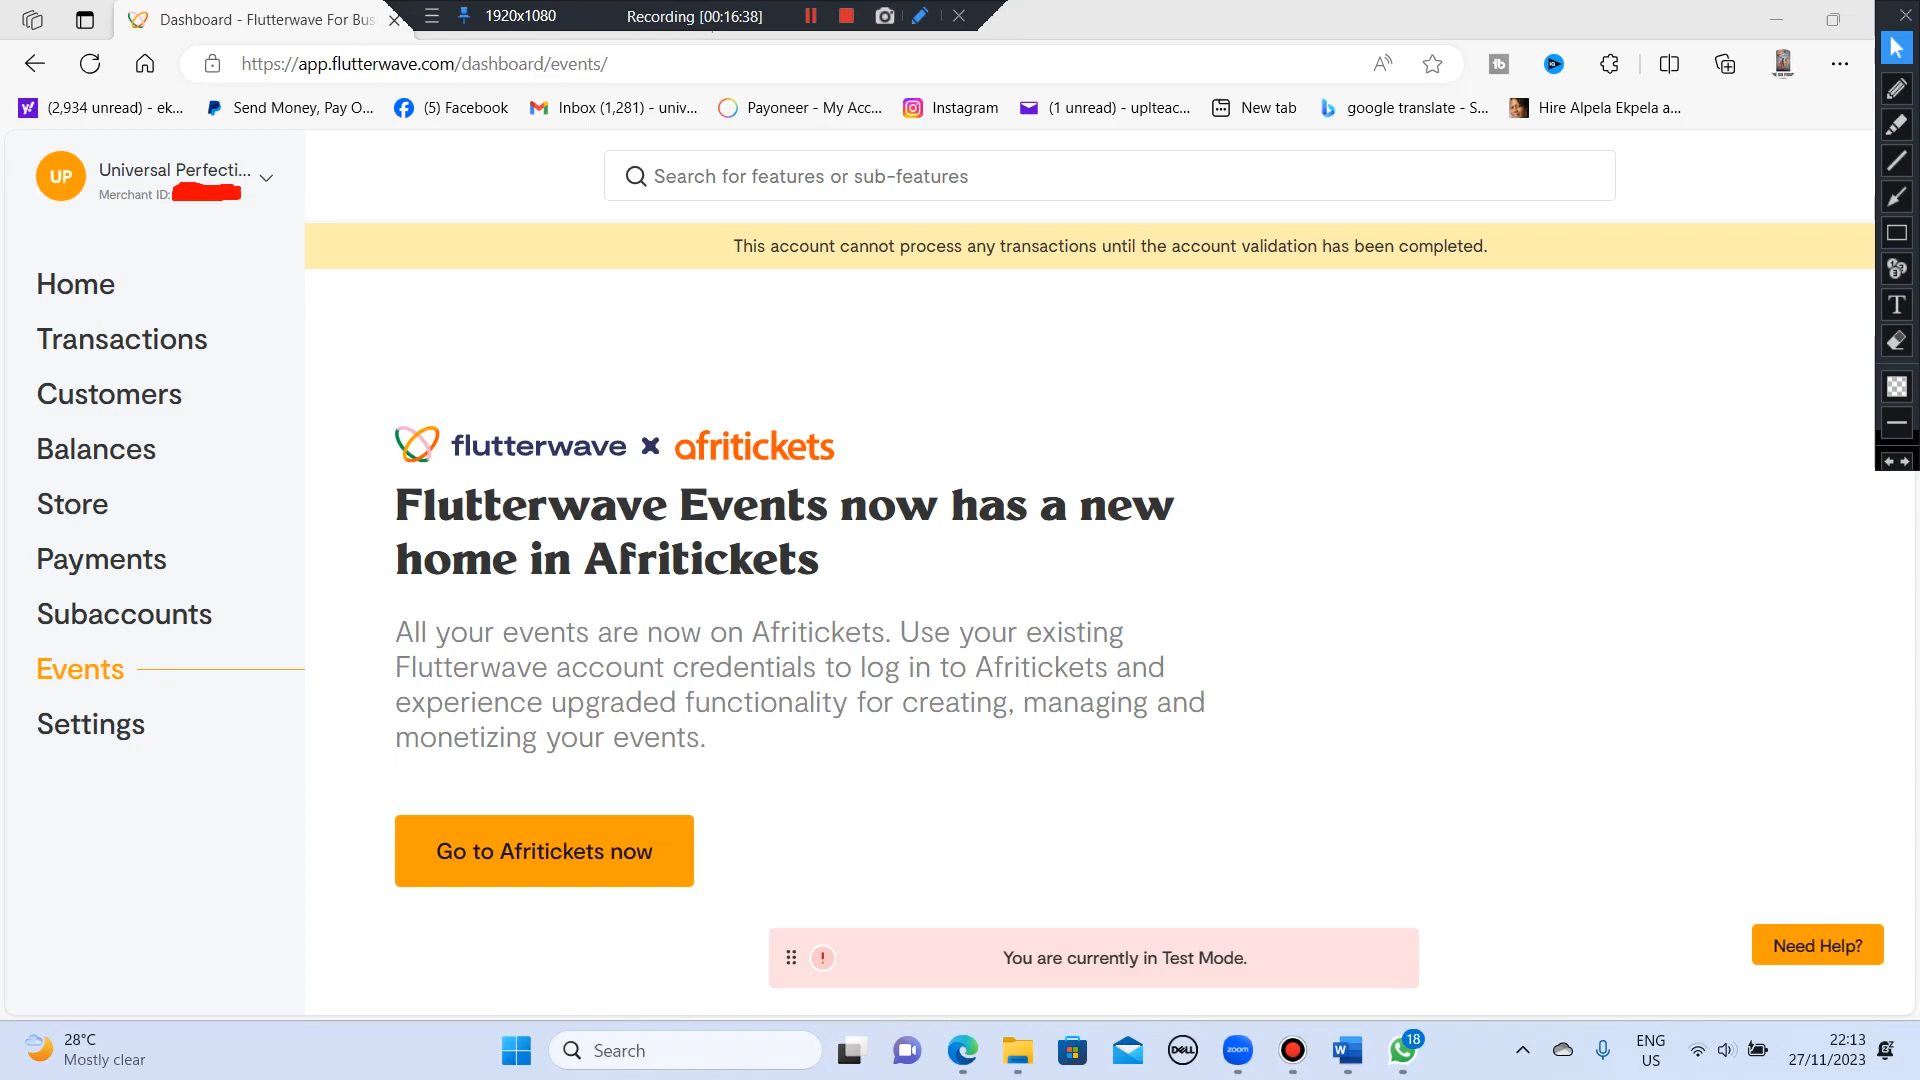 Dashboard - Flutterwave For Bus
1920x1080
Recording [00:16:38]
https://app.flutterwave.com/dashboard/events/
(2,934 unread) - ek...
Send Money, Pay O...
(5) Facebook
Inbox (1,281) - univ...
Payoneer - My Acc...
Instagram
(1 unread) - uplteac...
New tab
google translate - S...
Hire Alpela Ekpela a...
UP
Universal Perfecti...
Merchant ID:
Search for features or sub-features
This account cannot process any transactions until the account validation has been completed.
Home
Transactions
Customers
Balances
Store
Payments
Subaccounts
Events
Settings
flutterwave x afritickets
Flutterwave Events now has a new
home in Afritickets
All your events are now on Afritickets. Use your existing
Flutterwave account credentials to log in to Afritickets and
experience upgraded functionality for creating, managing and
monetizing your events.
Go to Afritickets now
You are currently in Test Mode.
Need Help?
28°C
Mostly clear
Search
DELL
zoom
W
18
ENG
US
22:13
27/11/2023